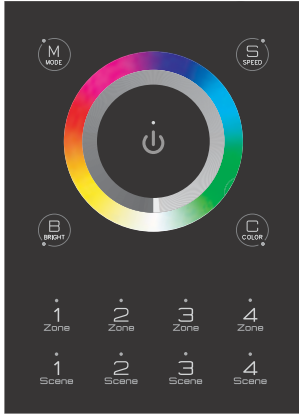 M
MODE
S
SPEED
B
BRIGHT
C
COLOR
1 2 3 4
Zone Zone Zone Zone
1 2 3 4
Scene Scene Scene Scene